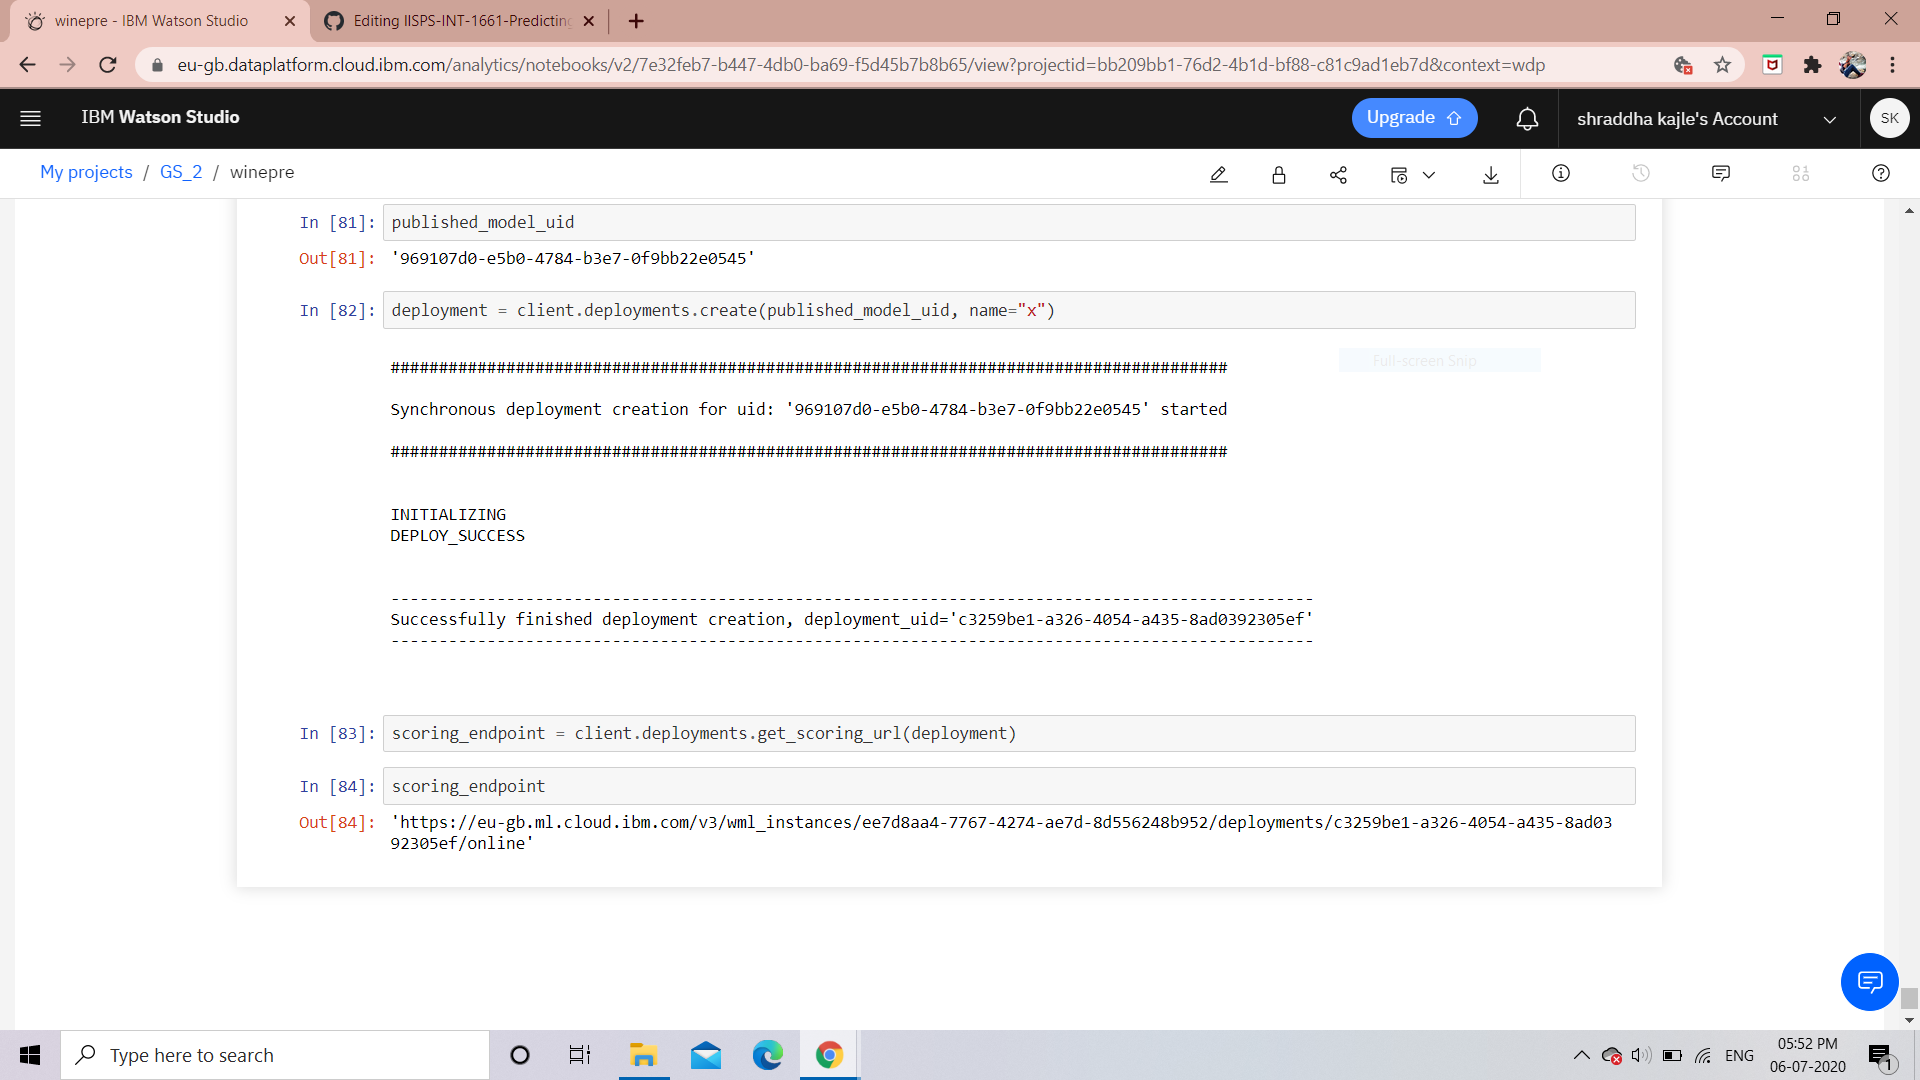 winepre - IBM Watson Studio
Editing IISPS-INT-1661-Predicting
eu-gb.dataplatform.cloud.ibm.com/analytics/notebooks/v2/7e32feb7-b447-4db0-ba69-f5d45b7b8b65/view?projectid=bb209bb1-76d2-4b1d-bf88-c81c9ad1eb7d&context=wdp
IBM Watson Studio
Upgrade
shraddha kajle's Account
SK
My projects / GS_2 / winepre
In [81]: published_model_uid
Out[81]: '969107d0-e5b0-4784-b3e7-0f9bb22e0545'
In [82]: deployment = client.deployments.create(published_model_uid, name="x")
Full-screen Snip
#######################################################################################
Synchronous deployment creation for uid: '969107d0-e5b0-4784-b3e7-0f9bb22e0545' started
#######################################################################################
INITIALIZING
DEPLOY_SUCCESS
------------------------------------------------------------------------------------------------
Successfully finished deployment creation, deployment_uid='c3259be1-a326-4054-a435-8ad0392305ef'
------------------------------------------------------------------------------------------------
In [83]: scoring_endpoint = client.deployments.get_scoring_url(deployment)
In [84]: scoring_endpoint
Out[84]: 'https://eu-gb.ml.cloud.ibm.com/v3/wml_instances/ee7d8aa4-7767-4274-ae7d-8d556248b952/deployments/c3259be1-a326-4054-a435-8ad03
92305ef/online'
Type here to search
ENG
05:52 PM
06-07-2020
1